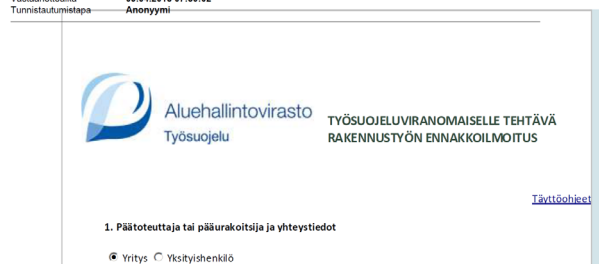 Tunnistautumistapa Anonyymi
Aluehallintovirasto
Työsuojelu
TYÖSUOJELUVIRANOMAISELLE TEHTÄVÄ
RAKENNUSTYÖN ENNAKKOILMOITUS
Täyttöohjeet
1. Päätoteuttaja tai pääurakoitsija ja yhteystiedot
Yritys Yksityishenkilö